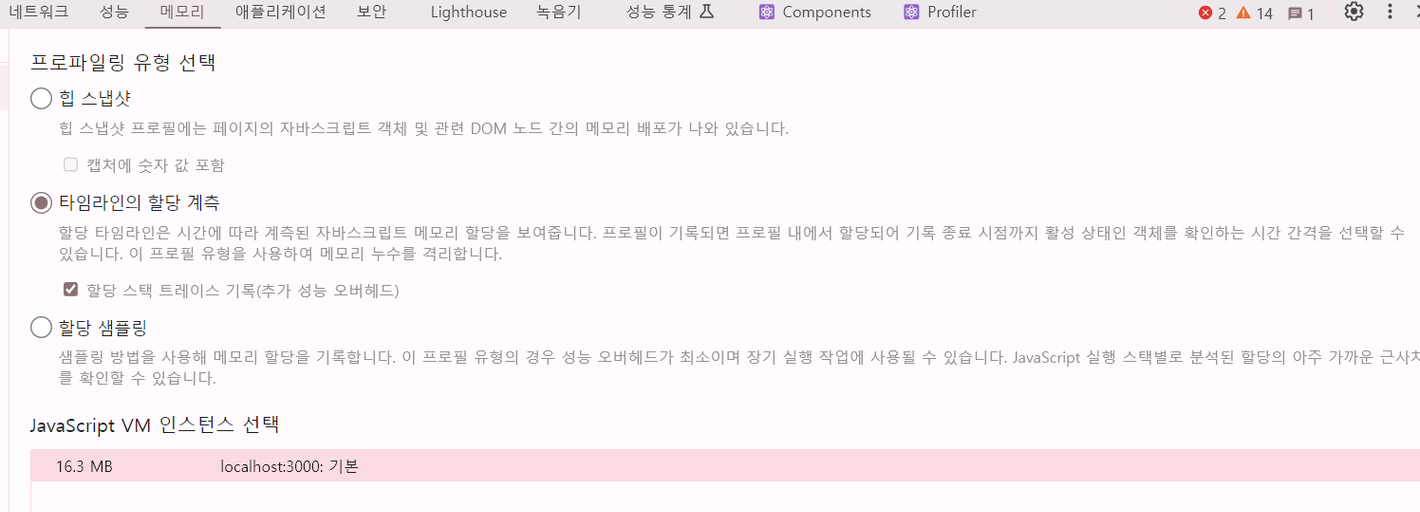 네트워크 성능 메모리 애플리케이션 보안 Lighthouse 녹음기 성능 통계 Components Profiler 2 14 1
프로파일링 유형 선택
힙 스냅샷
힙 스냅샷 프로필에는 페이지의 자바스크립트 객체 및 관련 DOM 노드 간의 메모리 배포가 나와 있습니다.
캡처에 숫자 값 포함
타임라인의 할당 계측
할당 타임라인은 시간에 따라 계측된 자바스크립트 메모리 할당을 보여줍니다. 프로필이 기록되면 프로필 내에서 할당되어 기록 종료 시점까지 활성 상태인 객체를 확인하는 시간 간격을 선택할 수
있습니다. 이 프로필 유형을 사용하여 메모리 누수를 격리합니다.
할당 스택 트레이스 기록(추가 성능 오버헤드)
할당 샘플링
샘플링 방법을 사용해 메모리 할당을 기록합니다. 이 프로필 유형의 경우 성능 오버헤드가 최소이며 장기 실행 작업에 사용될 수 있습니다. JavaScript 실행 스택별로 분석된 할당의 아주 가까운 근사치
를 확인할 수 있습니다.
JavaScript VM 인스턴스 선택
16.3 MB localhost:3000: 기본